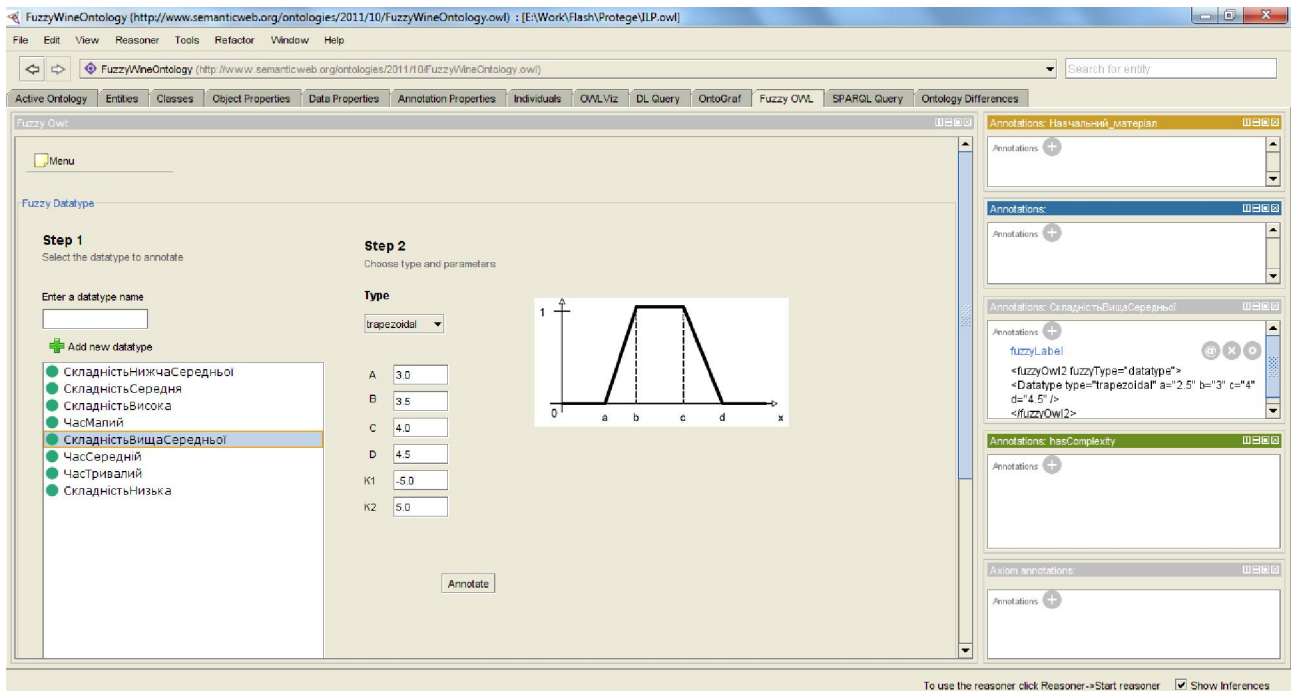 FuzzyWineOntology (http://www.semanticweb.org/ontologies/2011/10/FuzzyWineOntology.owl) : [E:\Work\Flash\Protege\ILP.owl]
File Edit View Reasoner Tools Refactor Window Help
FuzzyWineOntology (http://www.semanticweb.org/ontologies/2011/10/FuzzyWineOntology.owl)
Search for entity
Active Ontology Entities Classes Object Properties Data Properties Annotation Properties Individuals OWLViz DL Query OntoGraf Fuzzy OWL SPARQL Query Ontology Differences
Fuzzy Owl:
Menu
Fuzzy Datatype
Step 1
Select the datatype to annotate
Enter a datatype name
Add new datatype
СкладністьНижчаСередньої
СкладністьСередня
СкладністьВисока
ЧасМалий
СкладністьВищаСередньої
ЧасСередній
ЧасТривалий
СкладністьНизька
Step 2
Choose type and parameters
Type
trapezoidal
A 3.0
B 3.5
C 4.0
D 4.5
K1 -5.0
K2 5.0
Annotate
1
0 a b c d x
Annotations: Навчальний_матеріал
Annotations
Annotations:
Annotations
Annotations: СкладністьВищаСередньої
Annotations
fuzzyLabel
<fuzzyOwl2 fuzzyType="datatype">
<Datatype type="trapezoidal" a="2.5" b="3" c="4"
d="4.5" />
</fuzzyOwl2>
Annotations: hasComplexity
Annotations
Axiom annotations:
Annotations
To use the reasoner click Reasoner->Start reasoner Show Inferences